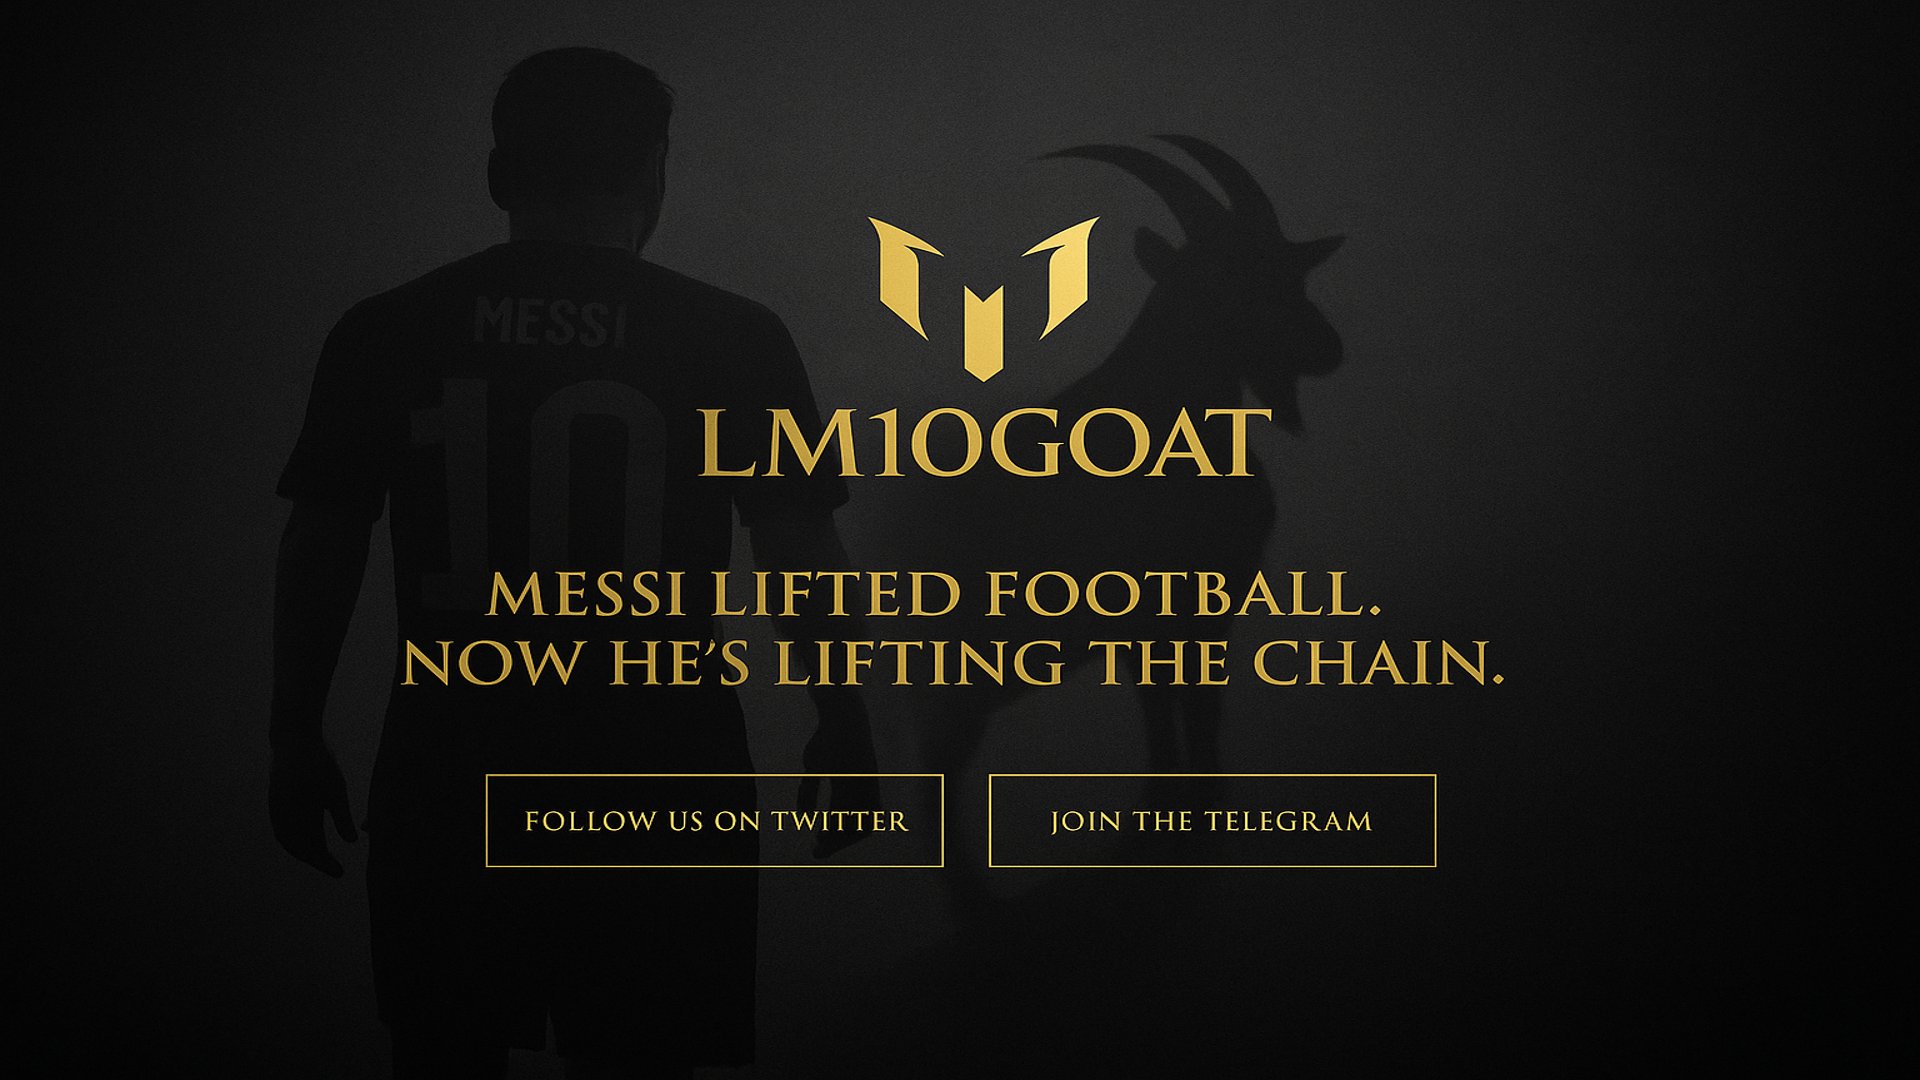 MESSI
10
LM10GOAT
MESSI LIFTED FOOTBALL.
NOW HE'S LIFTING THE CHAIN.
FOLLOW US ON TWITTER
JOIN THE TELEGRAM